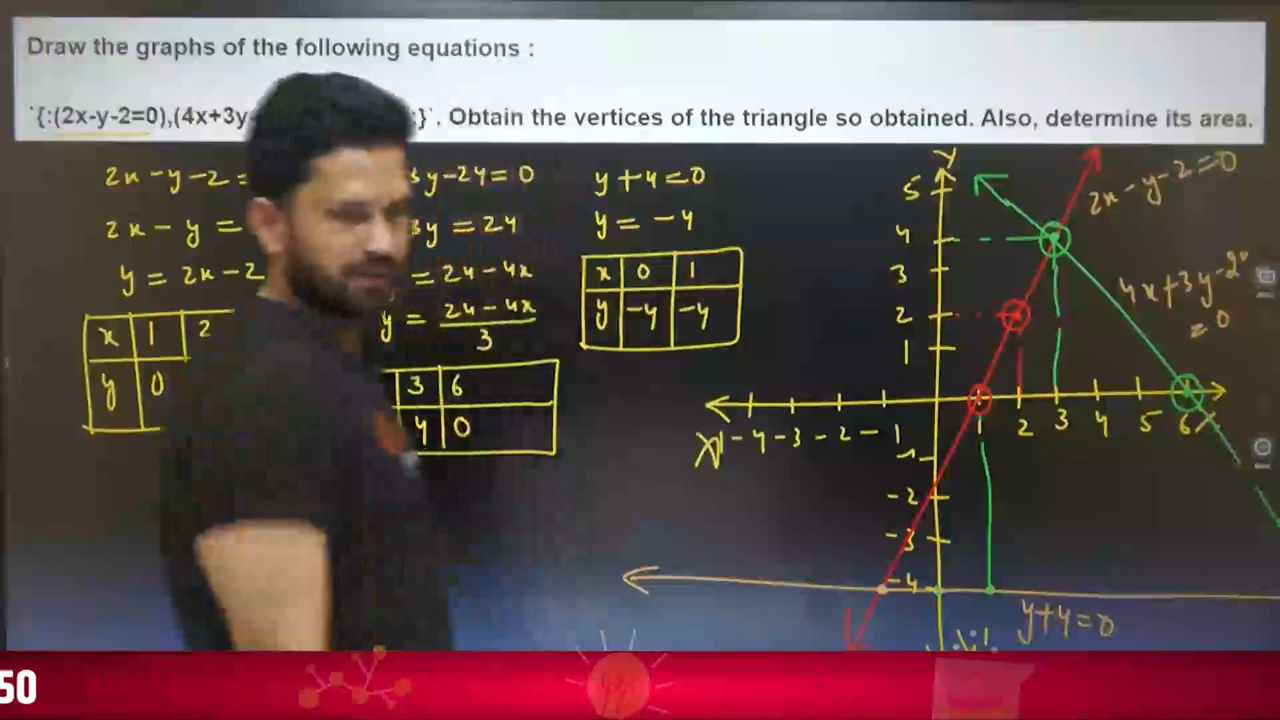 Draw the graphs of the following equations :
`{:(2x-y-2=0),(4x+3y :}`. Obtain the vertices of the triangle so obtained. Also, determine its area.
2x-y-2=
2x-y=
y=2x-2
x 1 2
y 0
3y-24=0
3y=24
=24-4x
y=24-4x
3
3 6
4 0
y+4=0
y=-4
x 0 1
y -4 -4
Y
2x-y-2=0
5
4
3
4x+3y-2
=0
2
1
X' -4 -3 -2 -1 1 2 3 4 5 6 X
-1
-2
-3
-4
y+4=0
50